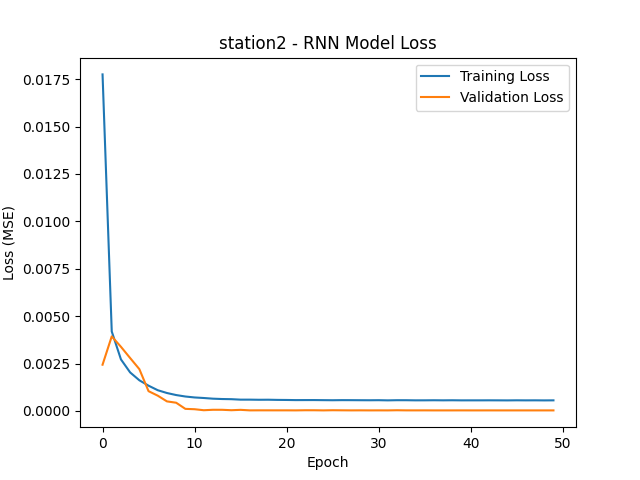 station2 - RNN Model Loss
Training Loss
Validation Loss
Loss (MSE)
0.0175
0.0150
0.0125
0.0100
0.0075
0.0050
0.0025
0.0000
0 10 20 30 40 50
Epoch